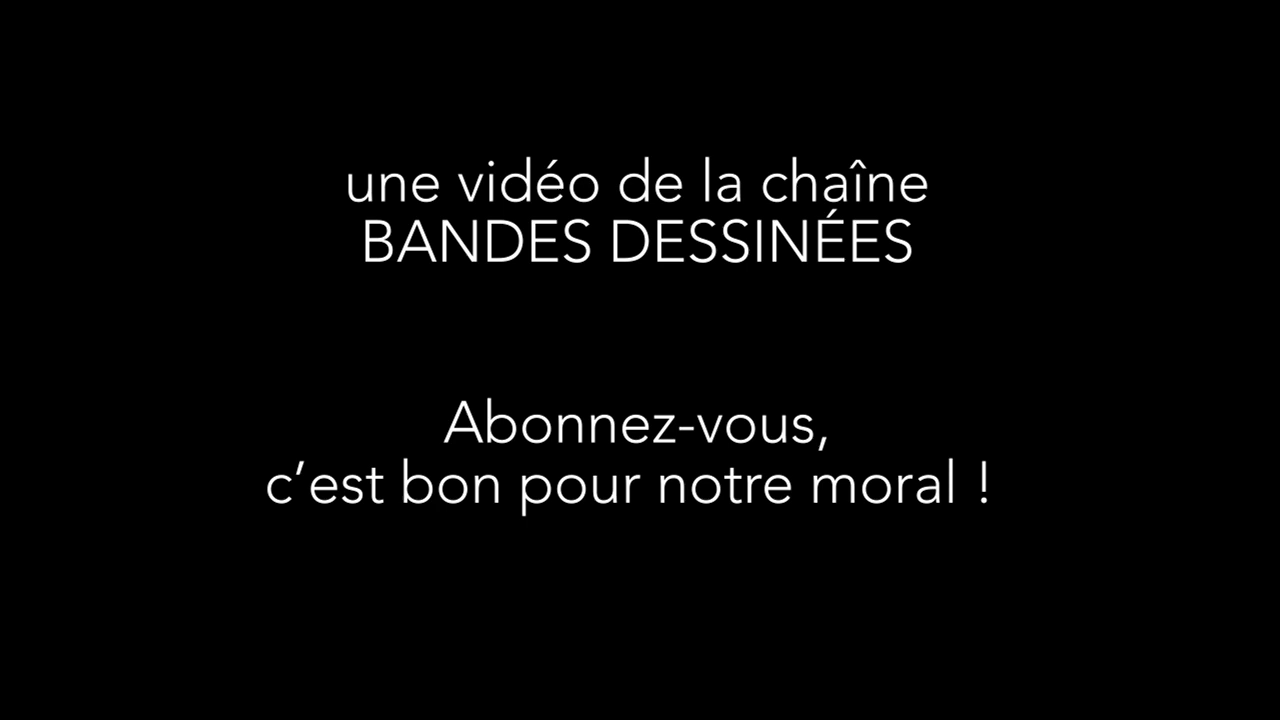 une vidéo de la chaîne
BANDES DESSINÉES
Abonnez-vous,
c’est bon pour notre moral !